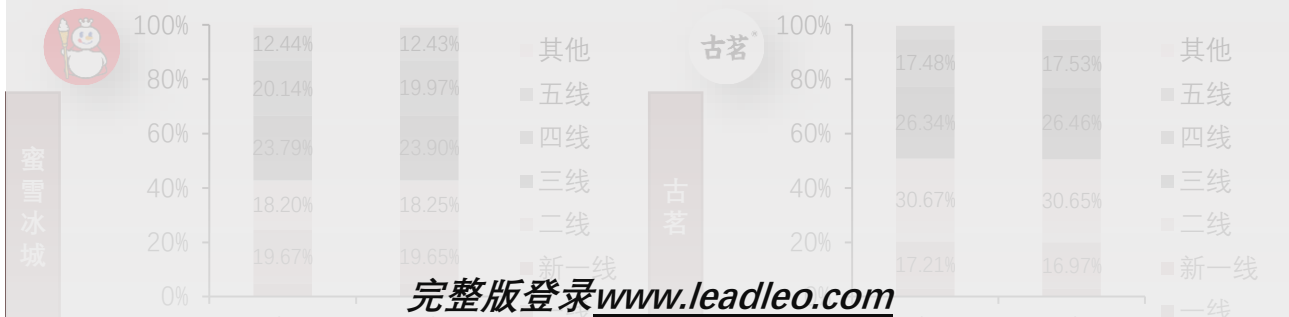 100%
80%
60%
40%
20%
0%
12.44%
12.43%
20.14%
19.97%
23.79%
23.90%
18.20%
18.25%
19.67%
19.65%
其他
五线
四线
三线
二线
新一线
蜜雪冰城
古茗
100%
80%
60%
40%
20%
0%
17.48%
17.53%
26.34%
26.46%
30.67%
30.65%
17.21%
16.97%
其他
五线
四线
三线
二线
新一线
一线
古茗
完整版登录www.leadleo.com